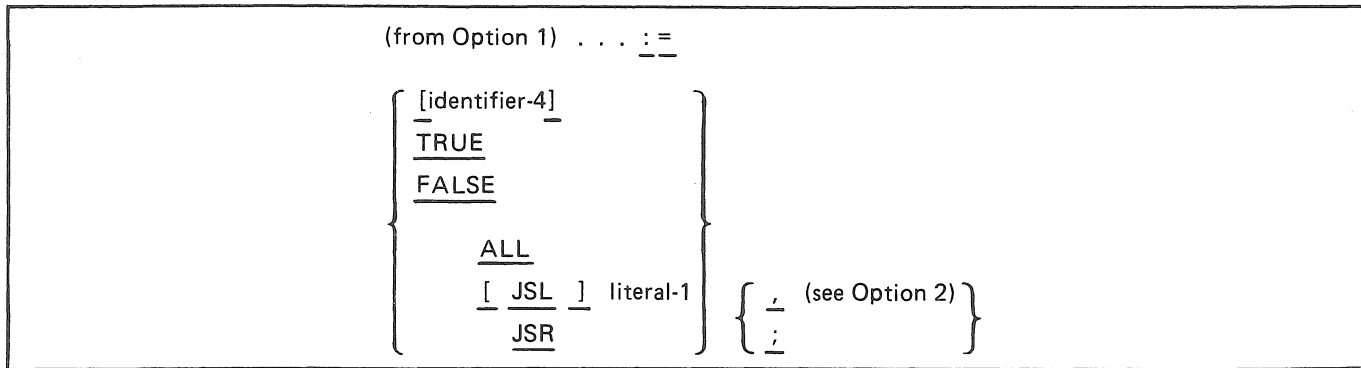 (from Option 1) . . . :=
[identifier-4]
TRUE
FALSE
ALL
[ JSL ] literal-1
JSR
, (see Option 2)
;